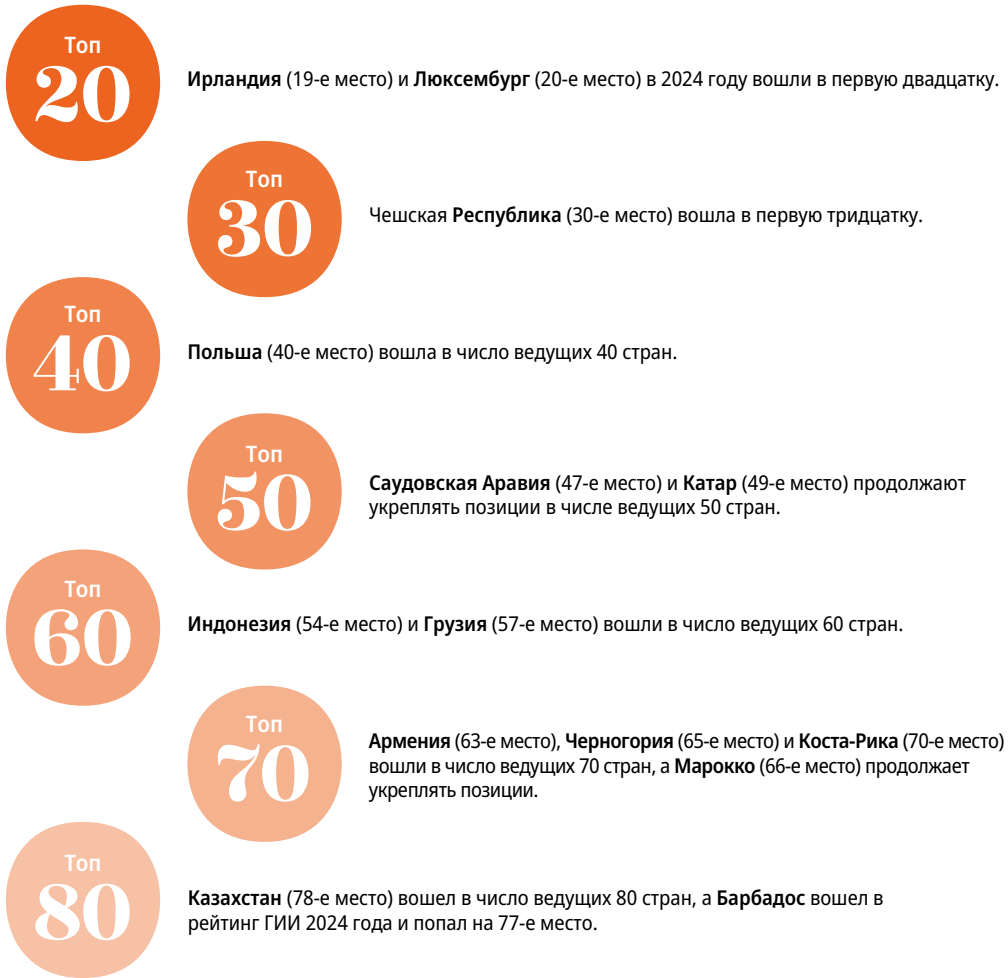 Топ
20
Ирландия (19-е место) и Люксембург (20-е место) в 2024 году вошли в первую двадцатку.
Топ
30
Чешская Республика (30-е место) вошла в первую тридцатку.
Топ
40
Польша (40-е место) вошла в число ведущих 40 стран.
Топ
50
Саудовская Аравия (47-е место) и Катар (49-е место) продолжают
укреплять позиции в числе ведущих 50 стран.
Топ
60
Индонезия (54-е место) и Грузия (57-е место) вошли в число ведущих 60 стран.
Топ
70
Армения (63-е место), Черногория (65-е место) и Коста-Рика (70-е место)
вошли в число ведущих 70 стран, а Марокко (66-е место) продолжает
укреплять позиции.
Топ
80
Казахстан (78-е место) вошел в число ведущих 80 стран, а Барбадос вошел в
рейтинг ГИИ 2024 года и попал на 77-е место.